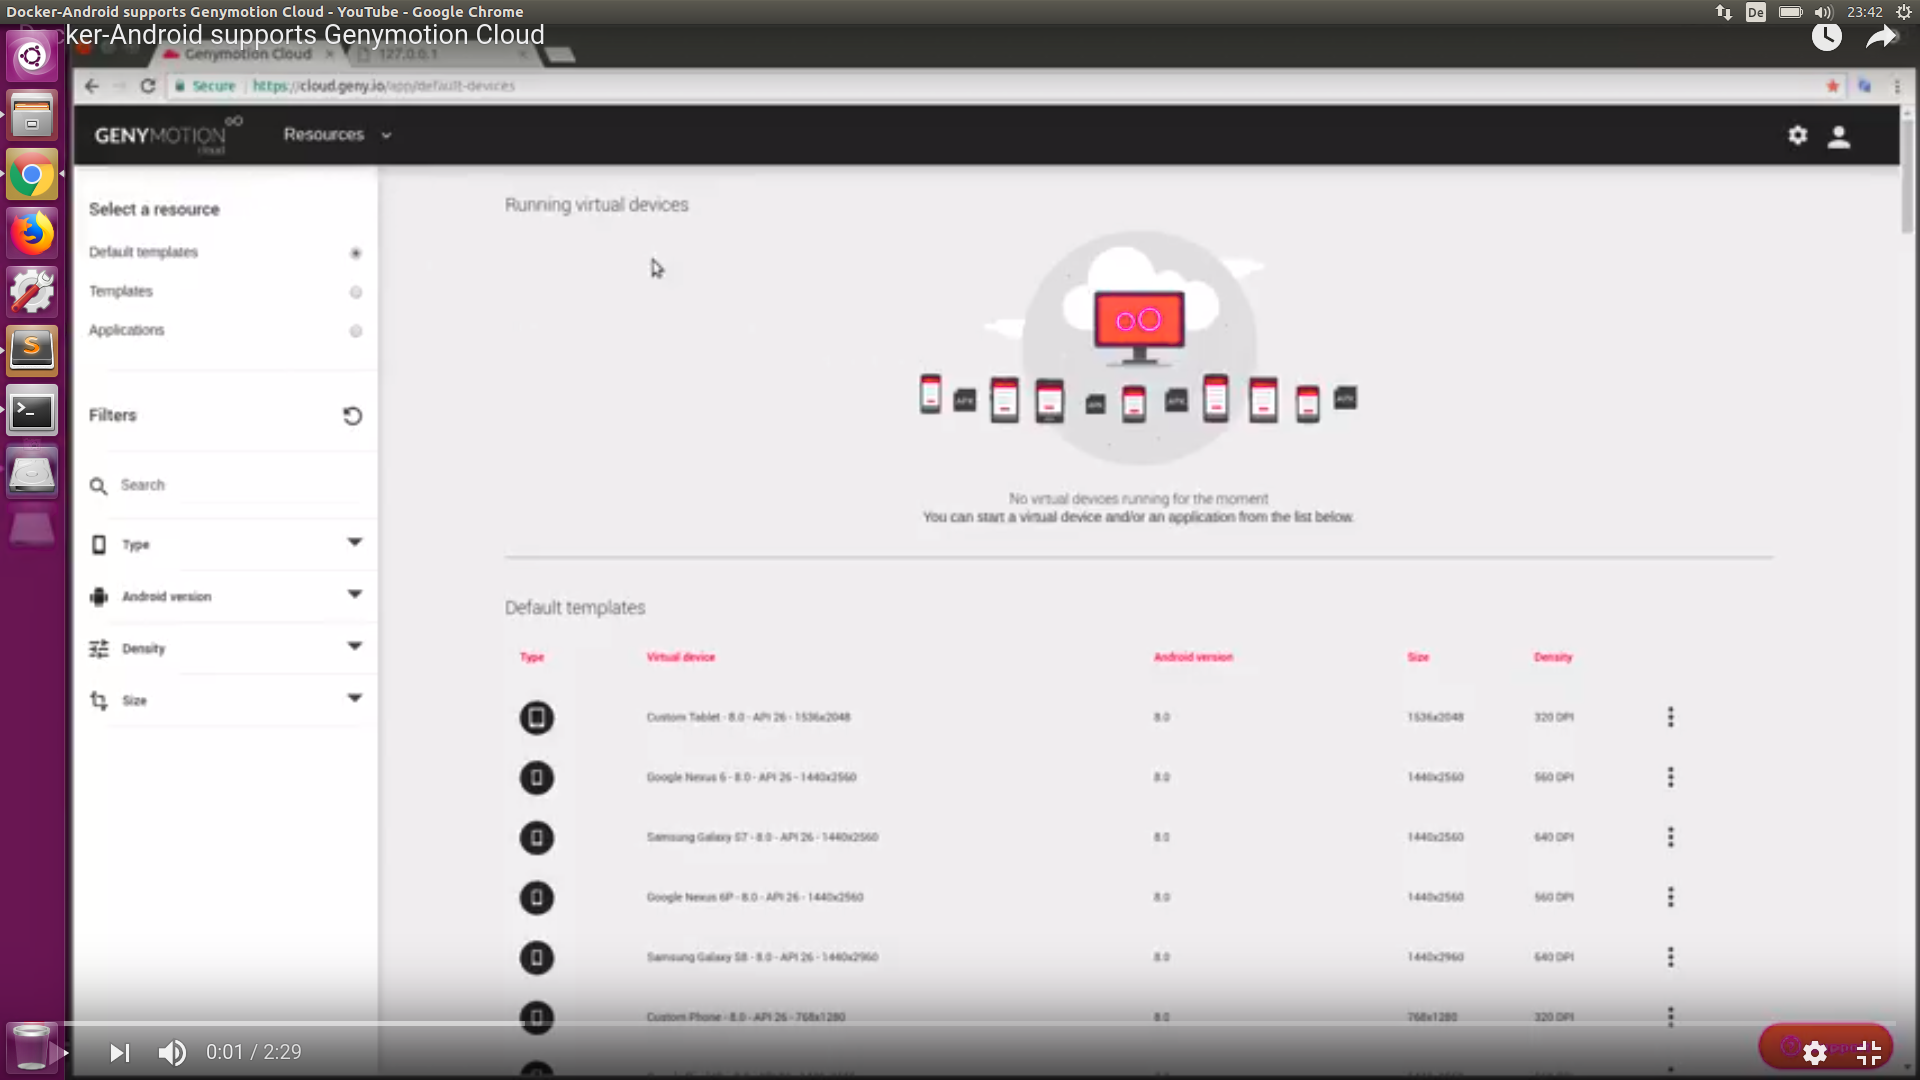 Docker-Android supports Genymotion Cloud - YouTube - Google Chrome
De
23:42
ker-Android supports Genymotion Cloud
Genymotion Cloud
127.0.0.1
Secure
https://cloud.geny.io/app/default-devices
GENYMOTION
cloud
Resources
Select a resource
Default templates
Templates
Applications
Filters
Search
Type
Android version
Density
Size
Running virtual devices
No virtual devices running for the moment
You can start a virtual device and/or an application from the list below.
Default templates
Type Virtual device Android version Size Density
Custom Tablet - 8.0 - API 26 - 1536x2048 8.0 1536x2048 320 DPI
Google Nexus 6 - 8.0 - API 26 - 1440x2560 8.0 1440x2560 560 DPI
Samsung Galaxy S7 - 8.0 - API 26 - 1440x2560 8.0 1440x2560 640 DPI
Google Nexus 6P - 8.0 - API 26 - 1440x2560 8.0 1440x2560 560 DPI
Samsung Galaxy S8 - 8.0 - API 26 - 1440x2960 8.0 1440x2960 640 DPI
Custom Phone - 8.0 - API 26 - 768x1280 8.0 768x1280 320 DPI
0:01 / 2:29